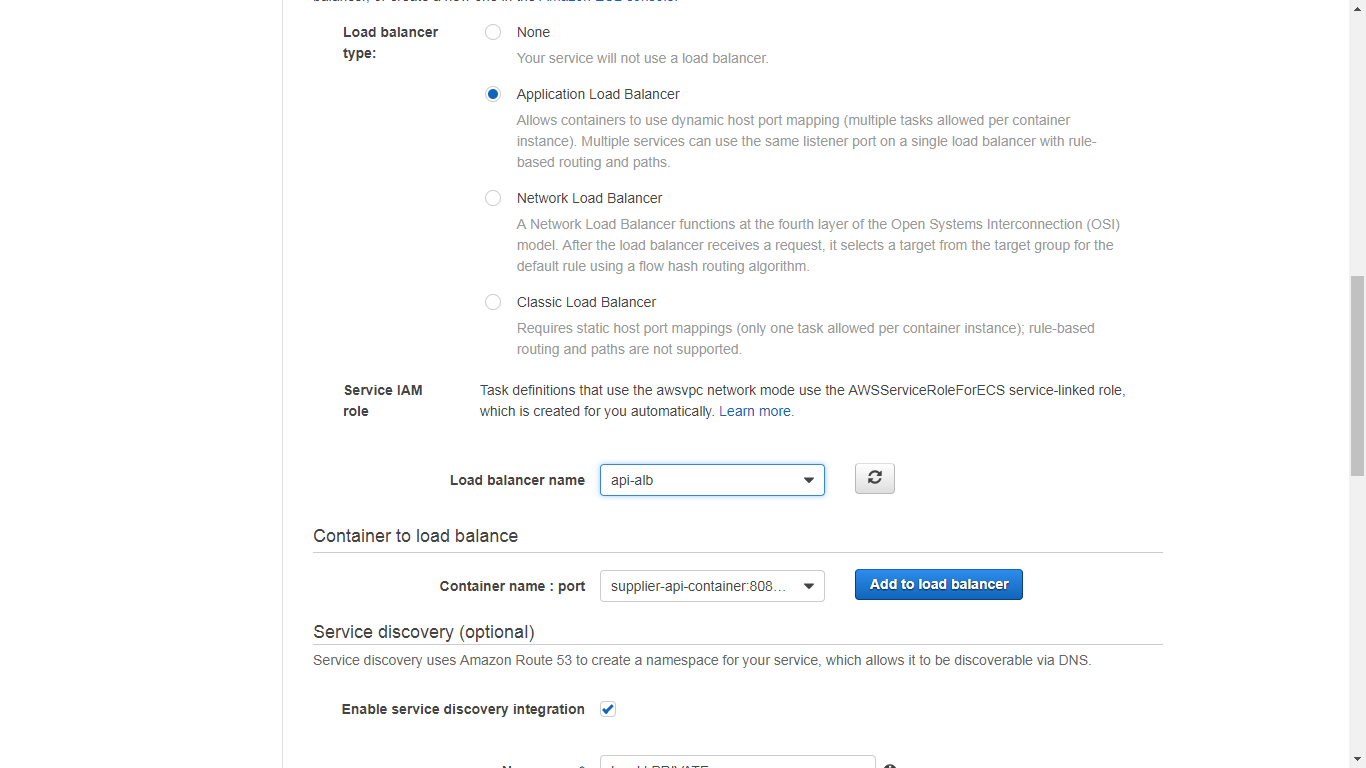 Load balancer
type:
None
Your service will not use a load balancer.
Application Load Balancer
Allows containers to use dynamic host port mapping (multiple tasks allowed per container
instance). Multiple services can use the same listener port on a single load balancer with rule-
based routing and paths.
Network Load Balancer
A Network Load Balancer functions at the fourth layer of the Open Systems Interconnection (OSI)
model. After the load balancer receives a request, it selects a target from the target group for the
default rule using a flow hash routing algorithm.
Classic Load Balancer
Requires static host port mappings (only one task allowed per container instance); rule-based
routing and paths are not supported.
Service IAM
role
Task definitions that use the awsvpc network mode use the AWSServiceRoleForECS service-linked role,
which is created for you automatically. Learn more.
Load balancer name
api-alb
Container to load balance
Container name : port
supplier-api-container:808...
Add to load balancer
Service discovery (optional)
Service discovery uses Amazon Route 53 to create a namespace for your service, which allows it to be discoverable via DNS.
Enable service discovery integration